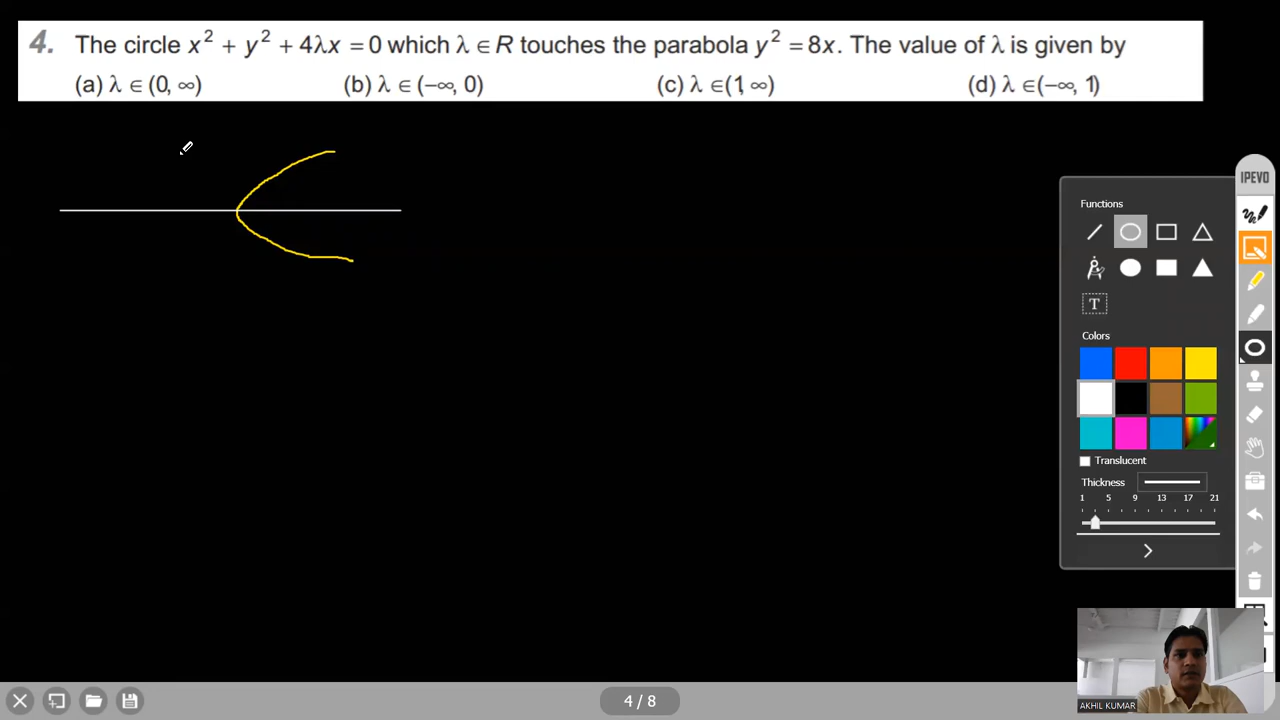 4. The circle x² + y² + 4λx = 0 which λ ∈ R touches the parabola y² = 8x. The value of λ is given by
(a) λ ∈ (0, ∞) (b) λ ∈ (−∞, 0) (c) λ ∈(1, ∞) (d) λ ∈(−∞, 1)
IPEVO
Functions
T
Colors
Translucent
Thickness
1 5 9 13 17 21
4 / 8
AKHIL KUMAR